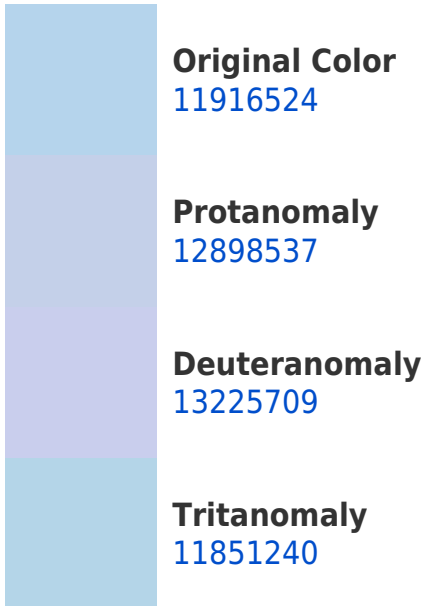 Original Color
11916524
Protanomaly
12898537
Deuteranomaly
13225709
Tritanomaly
11851240